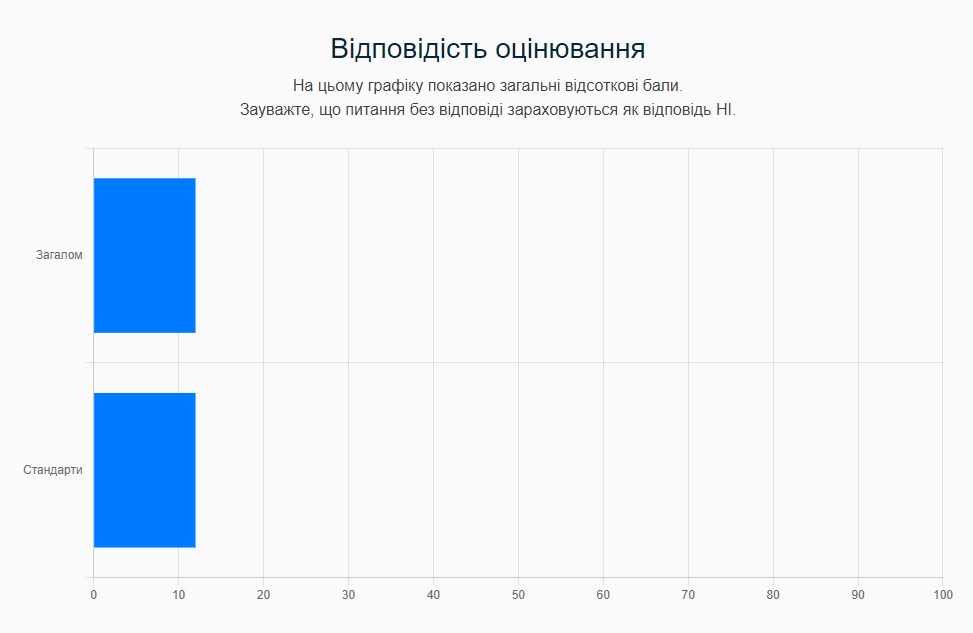 Відповідість оцінювання
На цьому графіку показано загальні відсоткові бали.
Зауважте, що питання без відповіді зараховуються як відповідь НІ.
Загалом
Стандарти
0 10 20 30 40 50 60 70 80 90 100